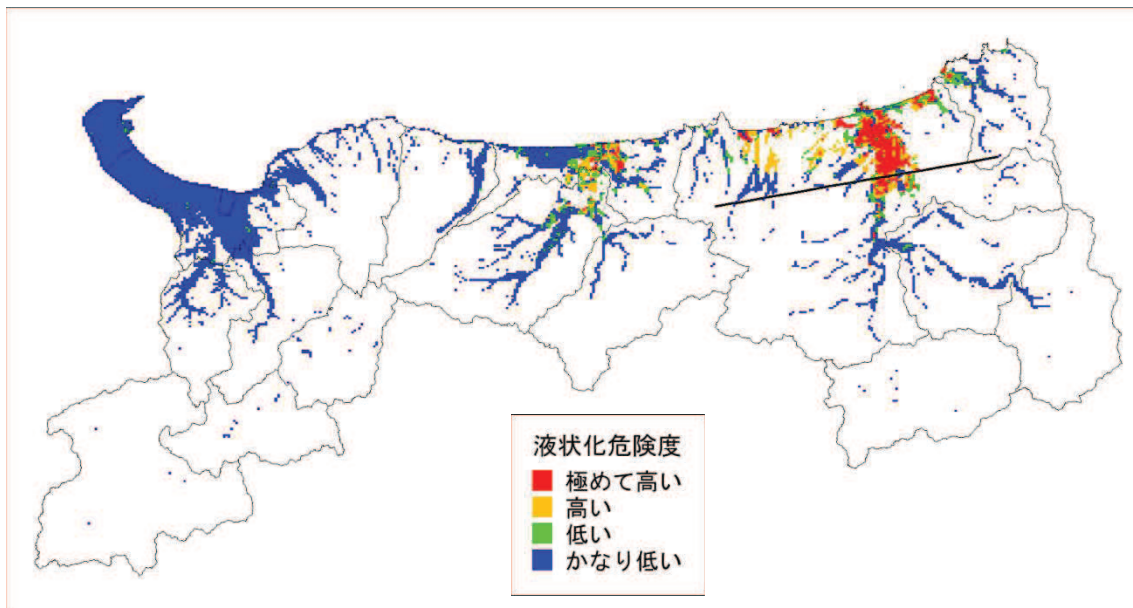 液状化危険度
極めて高い
高い
低い
かなり低い